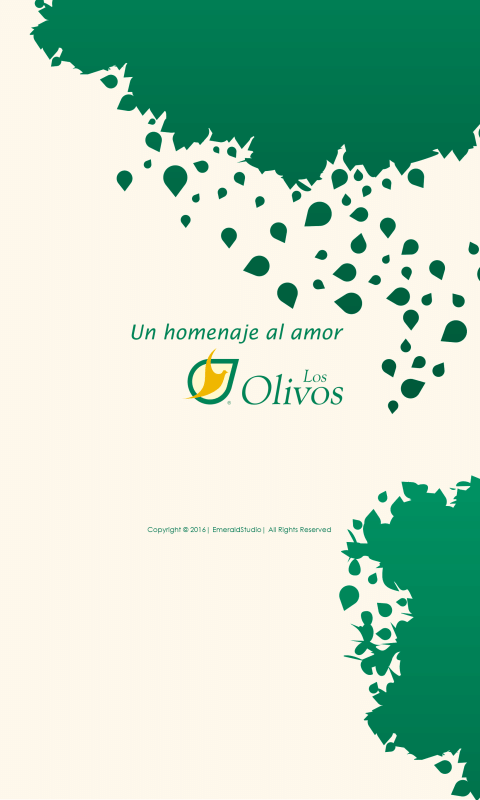 Un homenaje al amor
Los
Olivos
®
Copyright © 2016| EmeraldStudio| All Rights Reserved